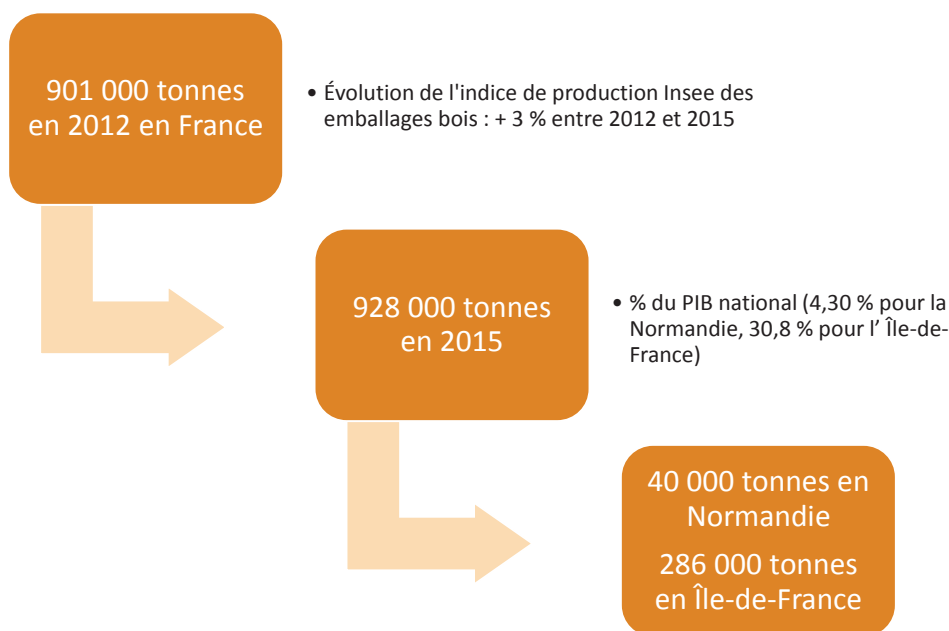 901 000 tonnes
en 2012 en France
• Évolution de l'indice de production Insee des
emballages bois : + 3 % entre 2012 et 2015
928 000 tonnes
en 2015
• % du PIB national (4,30 % pour la
Normandie, 30,8 % pour l' Île-de-
France)
40 000 tonnes en
Normandie
286 000 tonnes
en Île-de-France